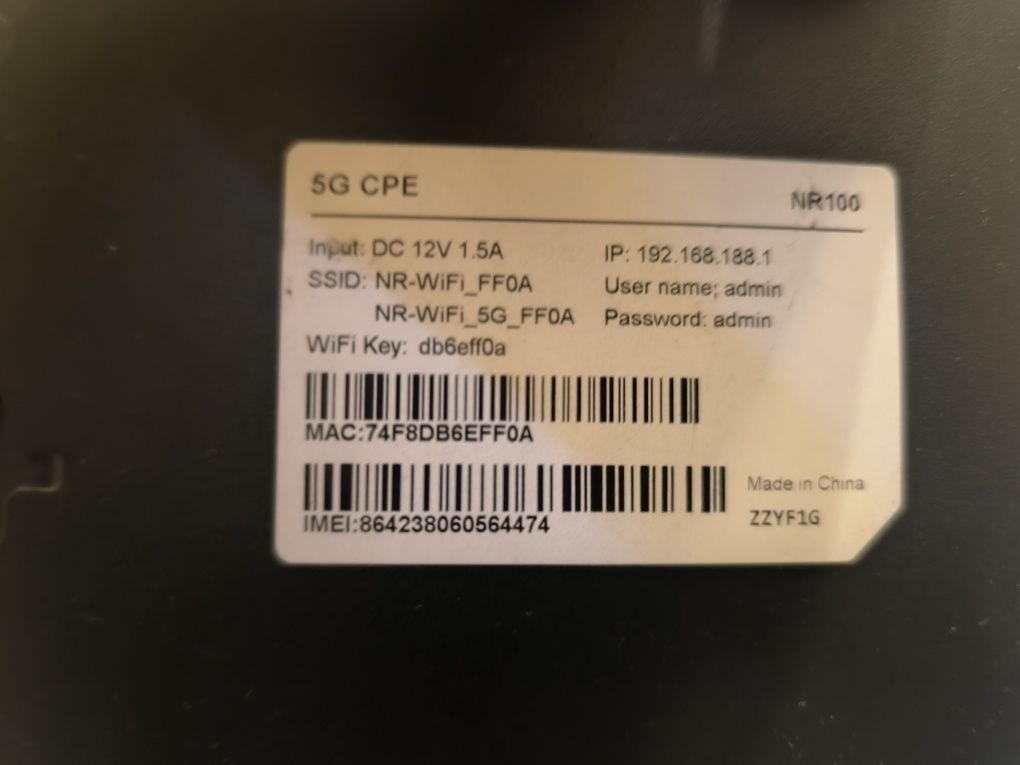 5G CPE NR100
Input: DC 12V 1.5A IP: 192.168.188.1
SSID: NR-WiFi_FF0A User name; admin
NR-WiFi_5G_FF0A Password: admin
WiFi Key: db6eff0a
MAC:74F8DB6EFF0A
Made in China
IMEI:864238060564474 ZZYF1G